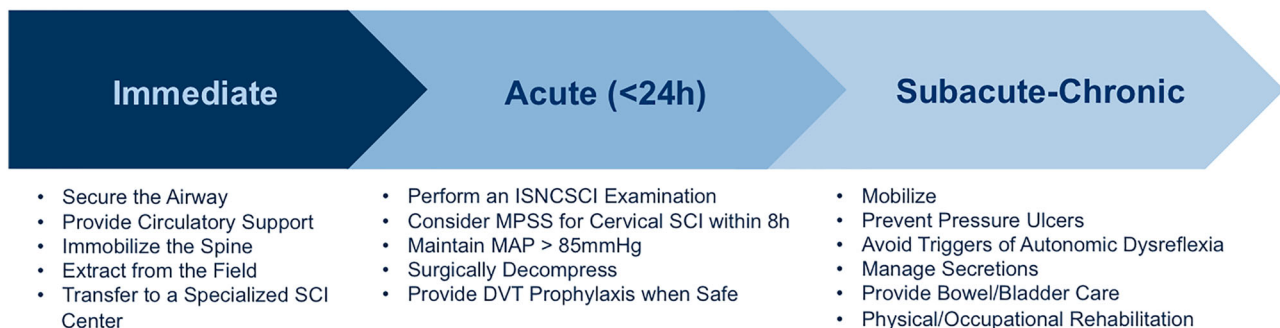 Immediate
Acute (<24h)
Subacute-Chronic
• Secure the Airway
• Provide Circulatory Support
• Immobilize the Spine
• Extract from the Field
• Transfer to a Specialized SCI
Center
• Perform an ISNCSCI Examination
• Consider MPSS for Cervical SCI within 8h
• Maintain MAP > 85mmHg
• Surgically Decompress
• Provide DVT Prophylaxis when Safe
• Mobilize
• Prevent Pressure Ulcers
• Avoid Triggers of Autonomic Dysreflexia
• Manage Secretions
• Provide Bowel/Bladder Care
• Physical/Occupational Rehabilitation